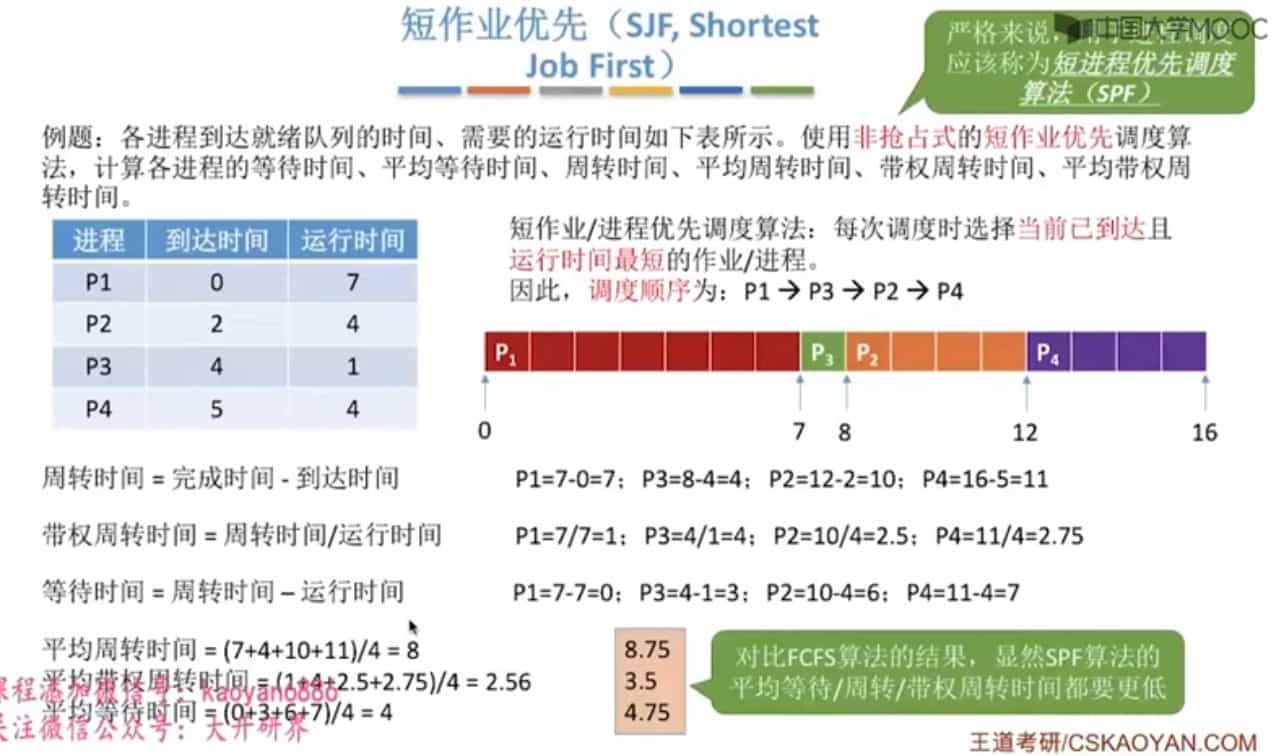 短作业优先（SJF, Shortest
Job First）
中国大学MOOC
严格来说，用于进程调度
应该称为短进程优先调度
算法（SPF）
例题：各进程到达就绪队列的时间、需要的运行时间如下表所示。使用非抢占式的短作业优先调度算
法，计算各进程的等待时间、平均等待时间、周转时间、平均周转时间、带权周转时间、平均带权周
转时间。
进程 到达时间 运行时间
P1 0 7
P2 2 4
P3 4 1
P4 5 4
短作业/进程优先调度算法：每次调度时选择当前已到达且
运行时间最短的作业/进程。
因此，调度顺序为：P1 → P3 → P2 → P4
P1 P3 P2 P4
0 7 8 12 16
周转时间 = 完成时间 - 到达时间
P1=7-0=7；P3=8-4=4；P2=12-2=10；P4=16-5=11
带权周转时间 = 周转时间/运行时间
P1=7/7=1；P3=4/1=4；P2=10/4=2.5；P4=11/4=2.75
等待时间 = 周转时间 – 运行时间
P1=7-7=0；P3=4-1=3；P2=10-4=6；P4=11-4=7
平均周转时间 = (7+4+10+11)/4 = 8
平均带权周转时间 = (1+4+2.5+2.75)/4 = 2.56
平均等待时间 = (0+3+6+7)/4 = 4
8.75
3.5
4.75
对比FCFS算法的结果，显然SPF算法的
平均等待/周转/带权周转时间都要更低
课程添加微信号：kaoyan688
关注微信公众号：大开研界
王道考研/CSKAOYAN.COM